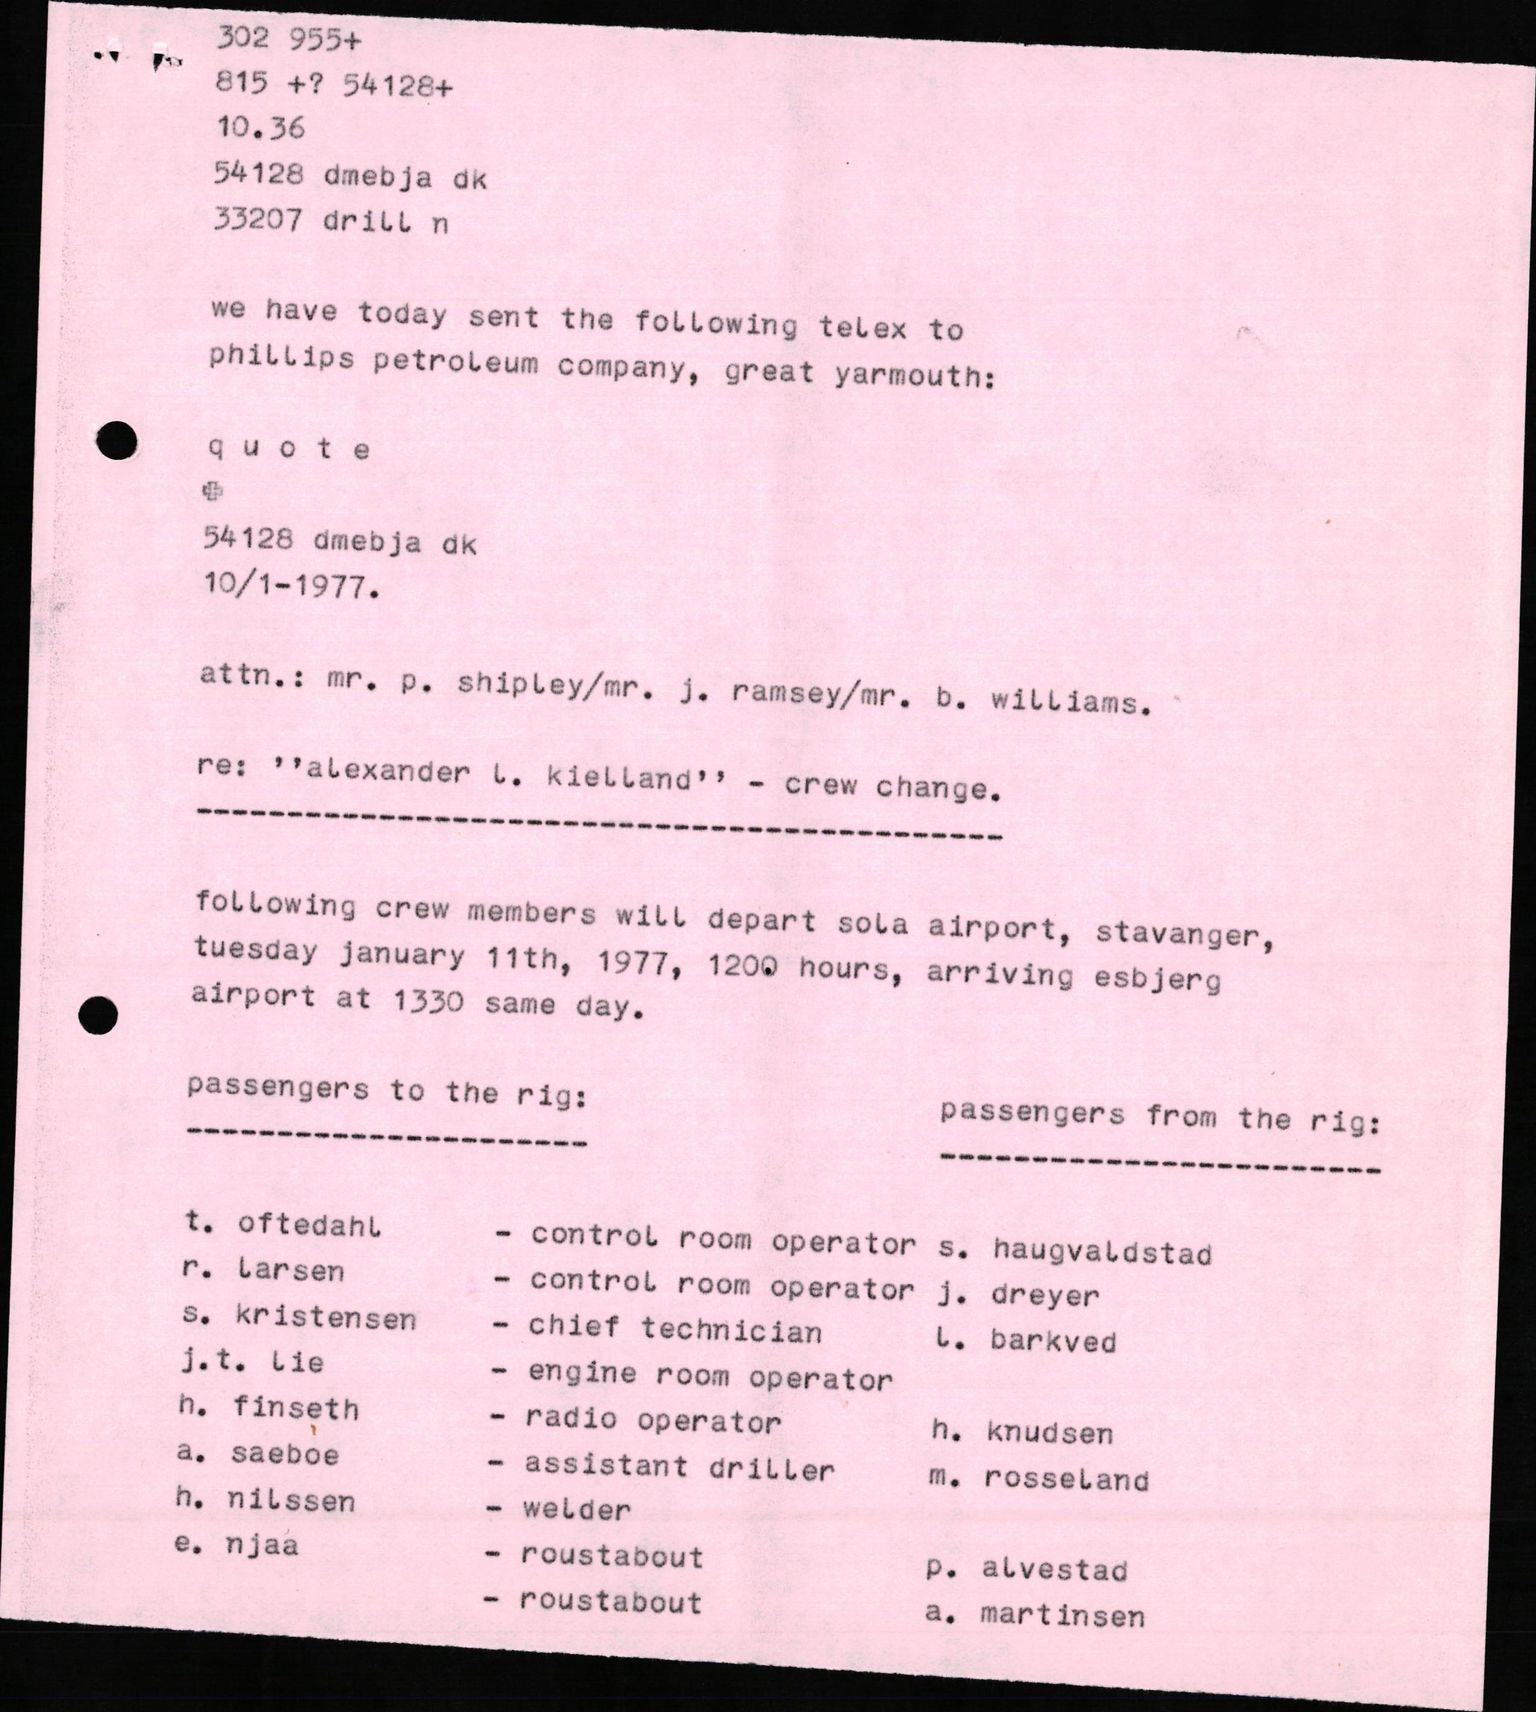 302 955+
815 +? 54128+
10.36
54128 dmebja dk
33207 drill n
we have today sent the following telex to
phillips petroleum company, great yarmouth:
q u o t e
✠
54128 dmebja dk
10/1-1977.
attn.: mr. p. shipley/mr. j. ramsey/mr. b. williams.
re: ''alexander l. kielland'' - crew change.
--------------------------------------------
following crew members will depart sola airport, stavanger,
tuesday january 11th, 1977, 1200 hours, arriving esbjerg
airport at 1330 same day.
passengers to the rig: passengers from the rig:
---------------------- ------------------------
t. oftedahl - control room operator s. haugvaldstad
r. larsen - control room operator j. dreyer
s. kristensen - chief technician l. barkved
j.t. lie - engine room operator
h. finseth - radio operator h. knudsen
a. saeboe - assistant driller m. rosseland
h. nilssen - welder
e. njaa - roustabout p. alvestad
- roustabout a. martinsen